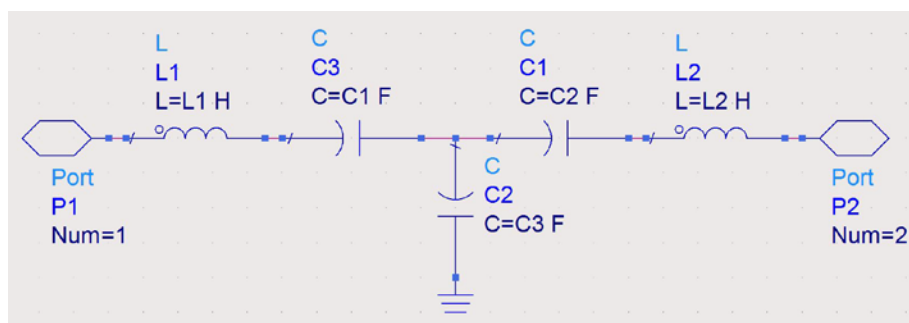 L
L1
L=L1 H
C
C3
C=C1 F
C
C1
C=C2 F
L
L2
L=L2 H
Port
P1
Num=1
C
C2
C=C3 F
Port
P2
Num=2